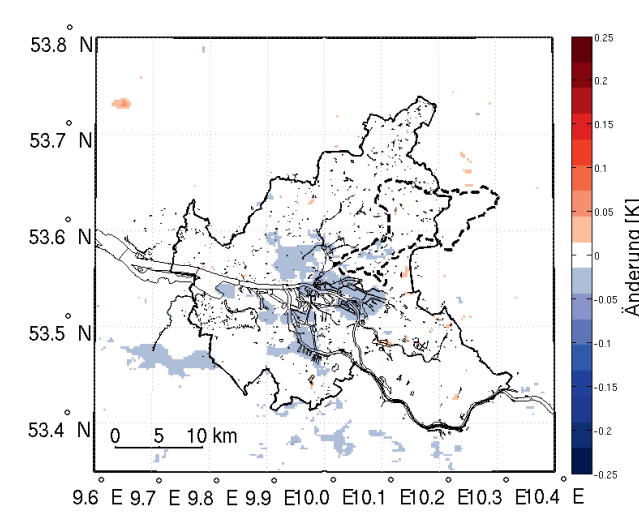 53.8° N
53.7° N
53.6° N
53.5° N
53.4° N
0 5 10 km
9.6° E 9.7° E 9.8° E 9.9° E 10.0° E 10.1° E 10.2° E 10.3° E 10.4° E
0.25
0.2
0.15
0.1
0.05
0
-0.05
-0.1
-0.15
-0.2
-0.25
Änderung [K]